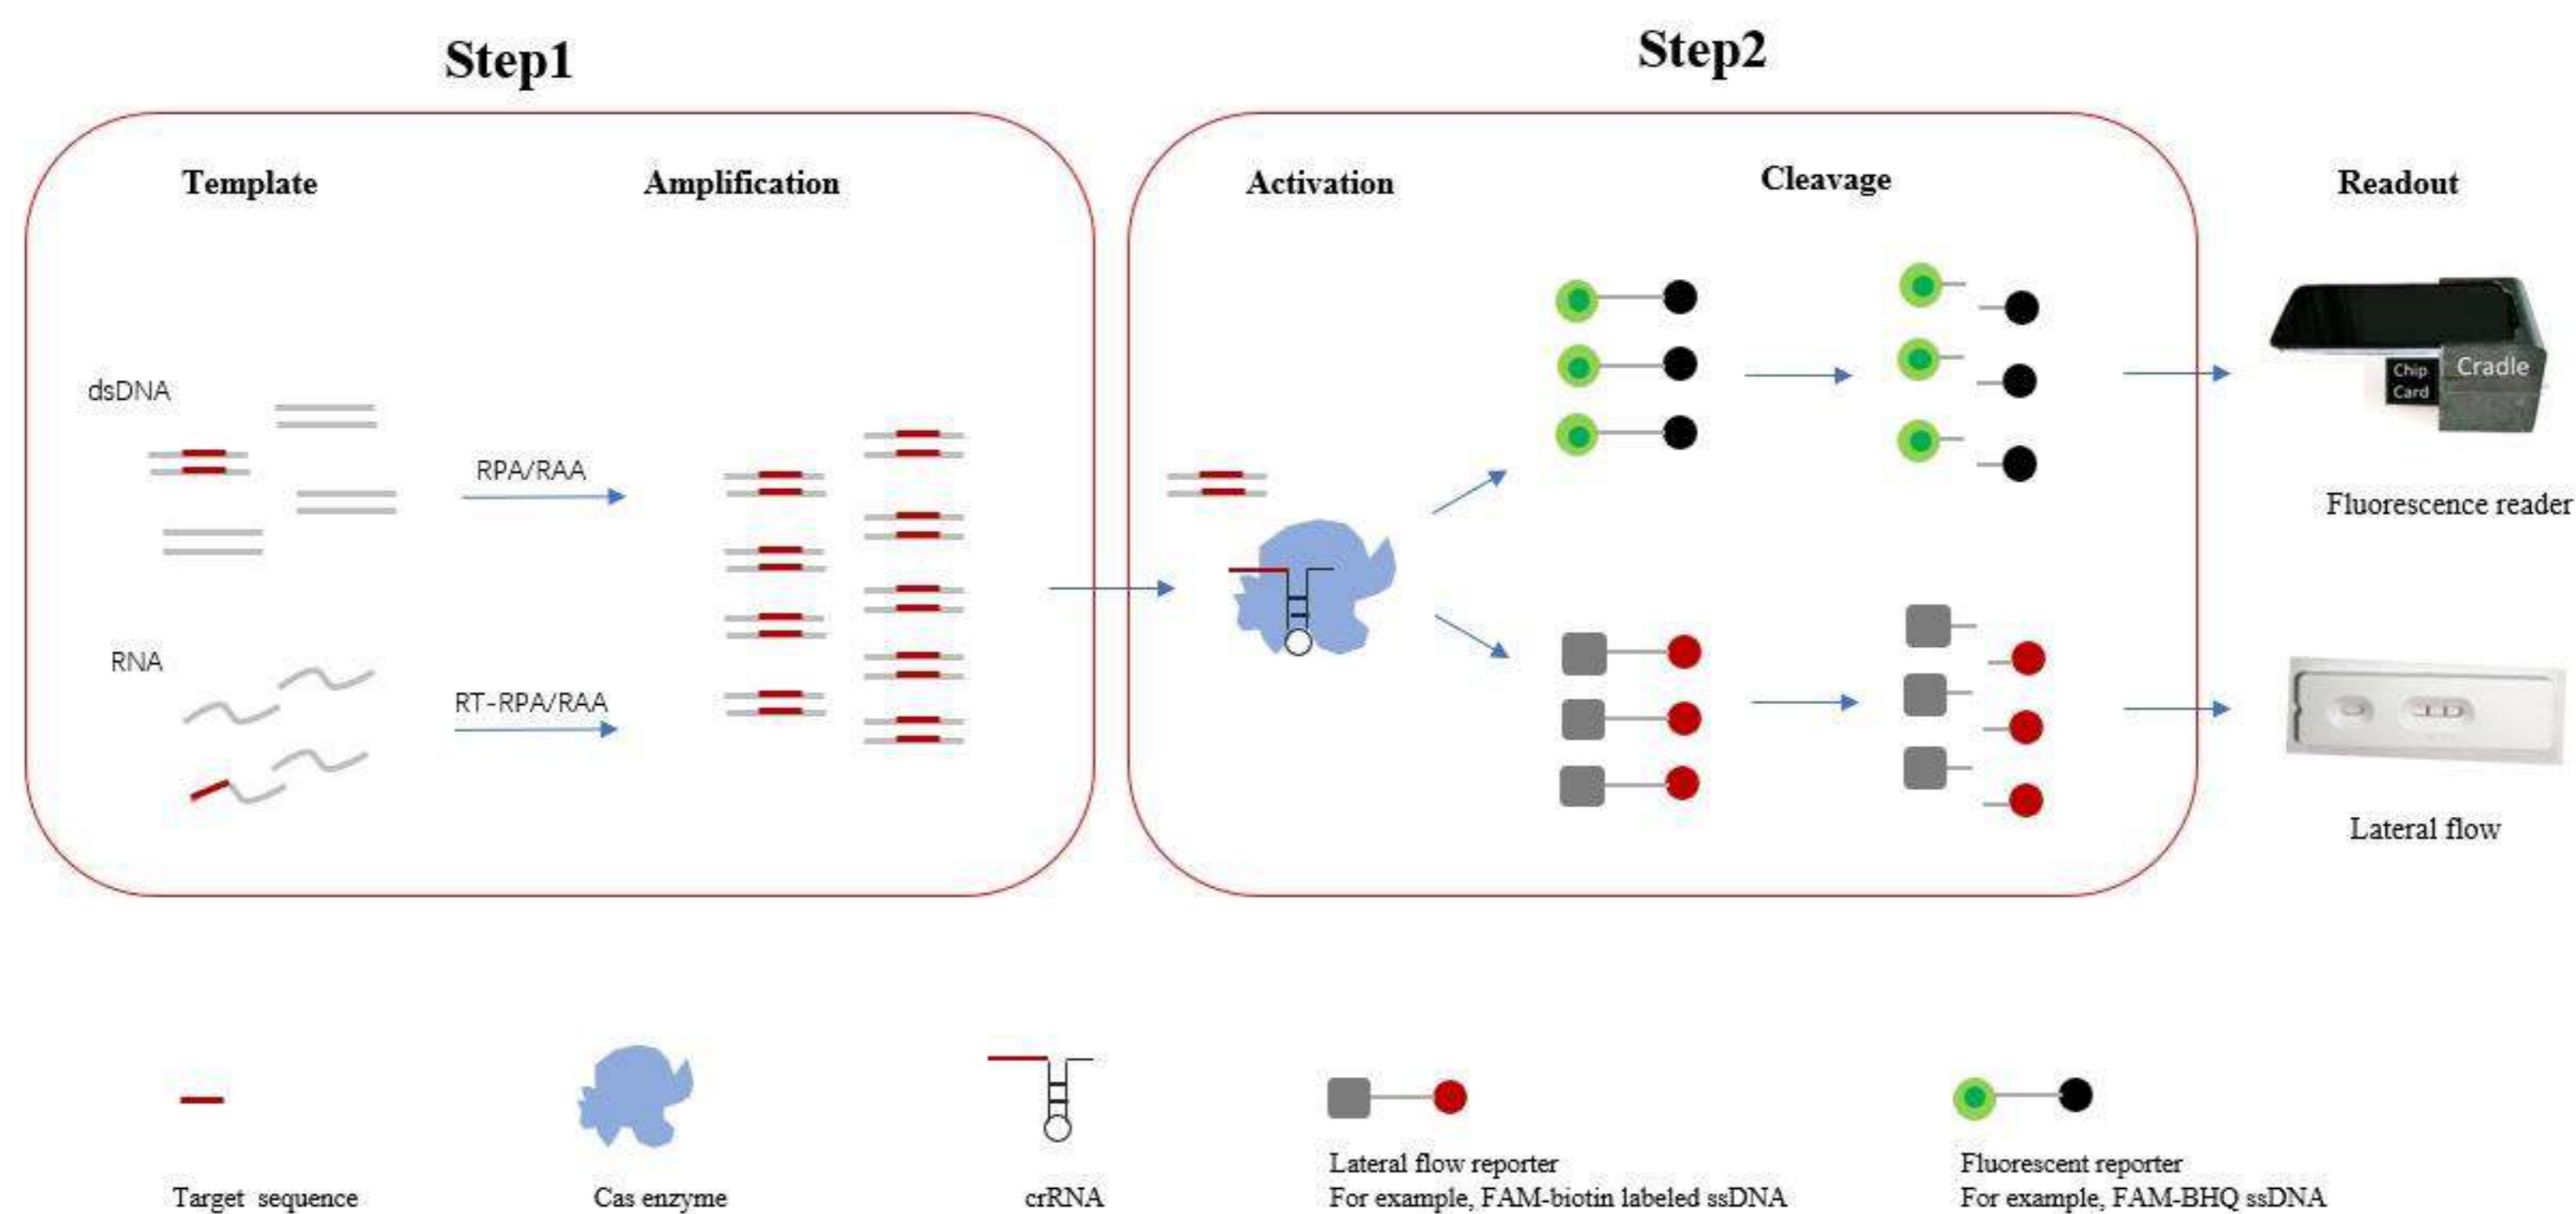 Step1
Step2
Template
Amplification
Activation
Cleavage
Readout
dsDNA
RPA/RAA
RNA
RT-RPA/RAA
Chip
Card
Cradle
Fluorescence reader
Lateral flow
Target sequence
Cas enzyme
crRNA
Lateral flow reporter
For example, FAM-biotin labeled ssDNA
Fluorescent reporter
For example, FAM-BHQ ssDNA